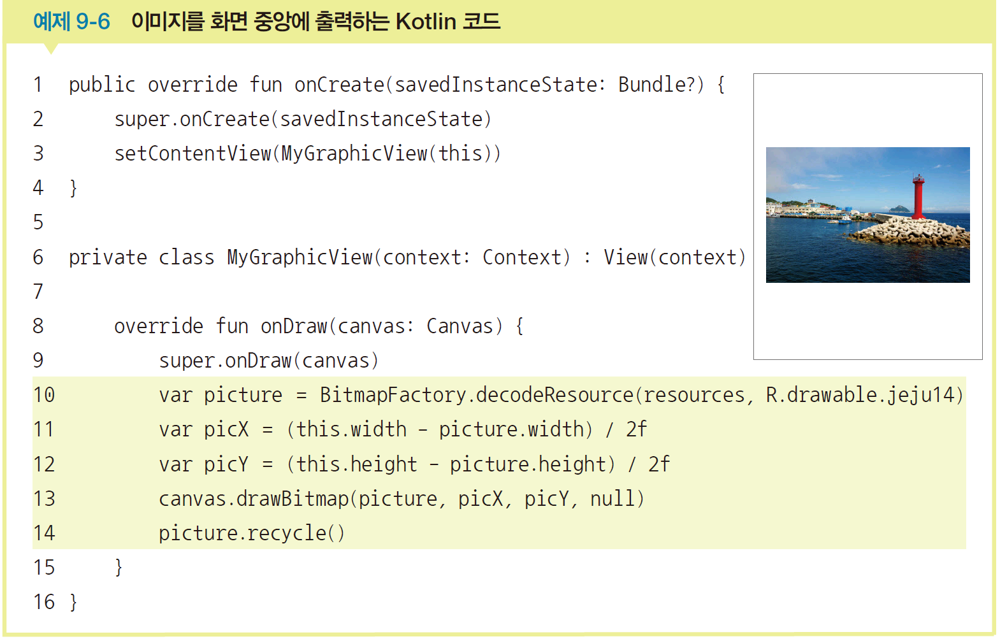 예제 9-6 이미지를 화면 중앙에 출력하는 Kotlin 코드
1 public override fun onCreate(savedInstanceState: Bundle?) {
2     super.onCreate(savedInstanceState)
3     setContentView(MyGraphicView(this))
4 }
5
6 private class MyGraphicView(context: Context) : View(context)
7
8     override fun onDraw(canvas: Canvas) {
9         super.onDraw(canvas)
10         var picture = BitmapFactory.decodeResource(resources, R.drawable.jeju14)
11         var picX = (this.width - picture.width) / 2f
12         var picY = (this.height - picture.height) / 2f
13         canvas.drawBitmap(picture, picX, picY, null)
14         picture.recycle()
15     }
16 }